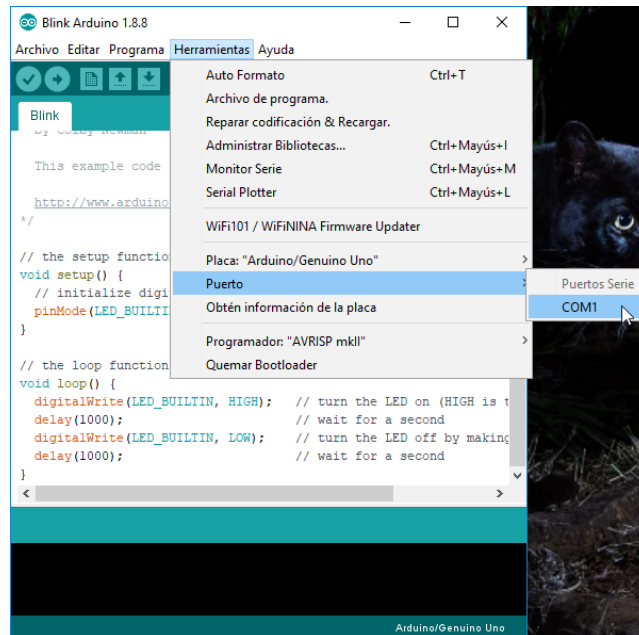 Blink Arduino 1.8.8
Archivo Editar Programa Herramientas Ayuda
Auto Formato Ctrl+T
Archivo de programa.
Reparar codificación & Recargar.
Administrar Bibliotecas... Ctrl+Mayús+I
Monitor Serie Ctrl+Mayús+M
Serial Plotter Ctrl+Mayús+L
WiFi101 / WiFiNINA Firmware Updater
Placa: "Arduino/Genuino Uno"
Puerto
Obtén información de la placa
Programador: "AVRISP mkII"
Quemar Bootloader
Puertos Serie
COM1
Blink
by Colby Newman
This example code
http://www.arduino
*/
// the setup functio
void setup() {
// initialize digi
pinMode(LED_BUILTI
}
// the loop function
void loop() {
digitalWrite(LED_BUILTIN, HIGH); // turn the LED on (HIGH is t
delay(1000); // wait for a second
digitalWrite(LED_BUILTIN, LOW); // turn the LED off by making
delay(1000); // wait for a second
}
Arduino/Genuino Uno